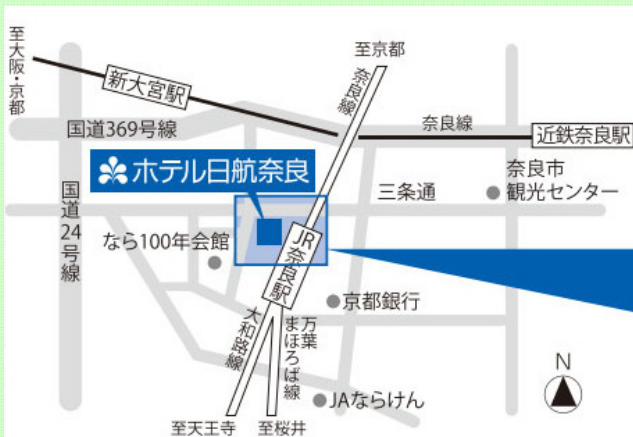 至大阪・京都
新大宮駅
国道369号線
至京都
奈良線
奈良線
近鉄奈良駅
ホテル日航奈良
三条通
奈良市
観光センター
国道24号線
なら100年会館
JR奈良駅
京都銀行
大和路線
万葉
まほろば線
JAならけん
N
至天王寺
至桜井